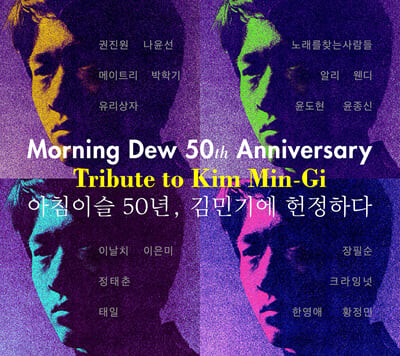 권진원 나윤선
메이트리 박학기
유리상자
노래를찾는사람들
알리 웬디
윤도현 윤종신
Morning Dew 50th Anniversary
Tribute to Kim Min-Gi
아침이슬 50년, 김민기에 헌정하다
이날치 이은미
정태춘
태일
장필순
크라잉넛
한영애 황정민